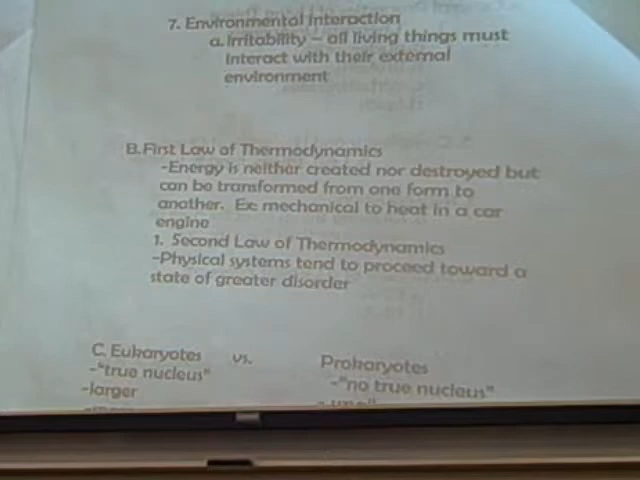 7. Environmental Interaction
a. Irritability – all living things must
interact with their external
environment
B. First Law of Thermodynamics
-Energy is neither created nor destroyed but
can be transformed from one form to
another. Ex: mechanical to heat in a car
engine
1. Second Law of Thermodynamics
-Physical systems tend to proceed toward a
state of greater disorder
C. Eukaryotes vs. Prokaryotes
-"true nucleus" -"no true nucleus"
-larger